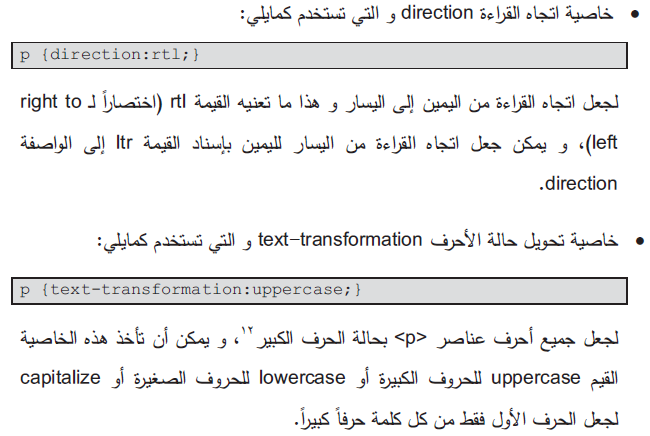 • خاصية اتجاه القراءة direction و التي تستخدم كمايلي:
p {direction:rtl;}
لجعل اتجاه القراءة من اليمين إلى اليسار و هذا ما تعنيه القيمة rtl (اختصاراً لـ right to
left)، و يمكن جعل اتجاه القراءة من اليسار لليمين بإسناد القيمة ltr إلى الواصفة
direction.
• خاصية تحويل حالة الأحرف text-transformation و التي تستخدم كمايلي:
p {text-transformation:uppercase;}
لجعل جميع أحرف عناصر <p> بحالة الحرف الكبير١٢، و يمكن أن تأخذ هذه الخاصية
القيم uppercase للحروف الكبيرة أو lowercase للحروف الصغيرة أو capitalize
لجعل الحرف الأول فقط من كل كلمة حرفاً كبيراً.